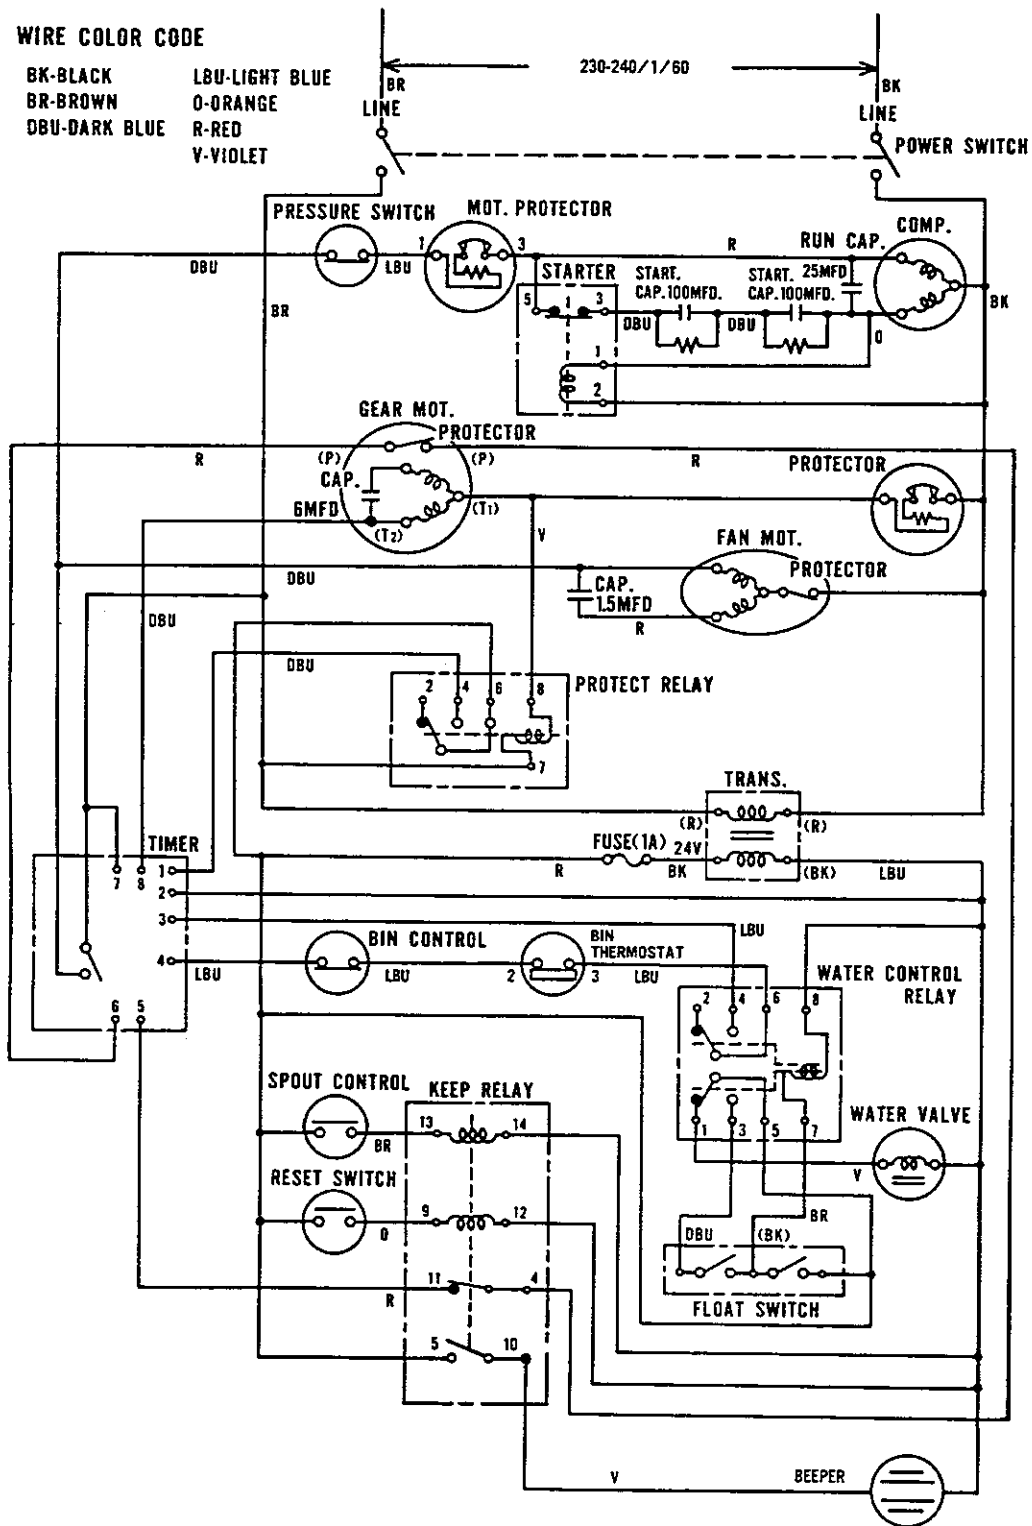 WIRE COLOR CODE
BK-BLACK LBU-LIGHT BLUE
BR-BROWN O-ORANGE
DBU-DARK BLUE R-RED
V-VIOLET
230-240/1/60
BR BK
LINE LINE
POWER SWITCH
PRESSURE SWITCH MOT. PROTECTOR
COMP.
1 3 R RUN CAP.
DBU LBU
STARTER START. CAP. 100MFD. START. CAP. 100MFD. 25MFD
BR 5 3 DBU DBU O BK
1
2
GEAR MOT.
PROTECTOR
R (P) (P) R PROTECTOR
CAP.
6MFD (T1)
(T2) V
FAN MOT.
DBU PROTECTOR
CAP.
1.5MFD
DBU R
DBU
2 4 6 8 PROTECT RELAY
7
TRANS.
(R) (R)
TIMER FUSE(1A) 24V
R BK (BK) LBU
7 8 1
2
3 LBU
BIN CONTROL BIN
THERMOSTAT
4 LBU LBU 2 3 LBU
WATER CONTROL
RELAY
2 4 6 8
6 5
SPOUT CONTROL KEEP RELAY
13 14 1 3 5 7 WATER VALVE
BR
V
RESET SWITCH
9 12 BR
O DBU (BK)
11 4
R FLOAT SWITCH
5 10
V BEEPER